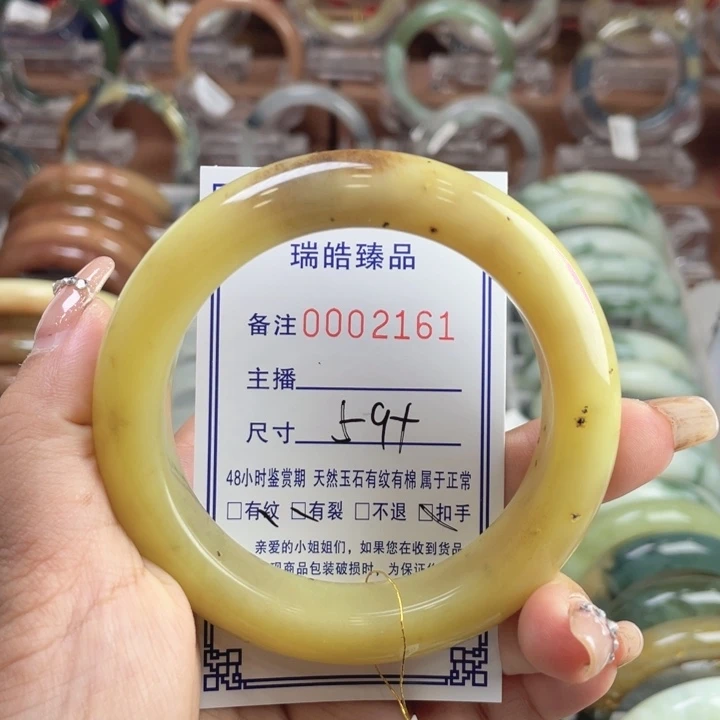 瑞皓臻品
备注0002161
主播
尺寸 59+
48小时鉴赏期 天然玉石有纹有棉 属于正常
□有纹 □有裂 □不退 □扣手
亲爱的小姐姐们，如果您在收到货品
现商品包装破损时，为保证